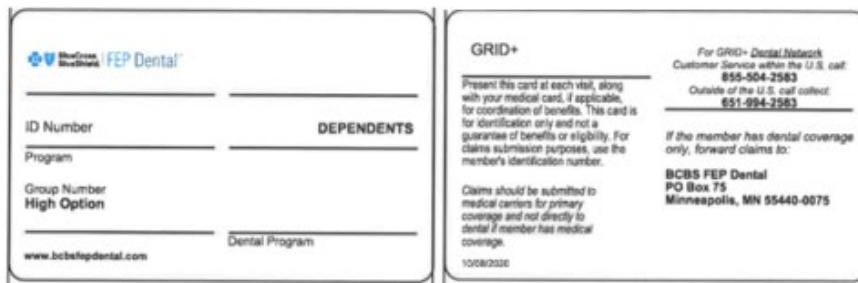 BlueCross
BlueShield
FEP Dental
ID Number
DEPENDENTS
Program
Group Number
High Option
Dental Program
www.bcbsfepdental.com
GRID+
Present this card at each visit, along
with your medical card, if applicable,
for coordination of benefits. This card is
for identification only and not a
guarantee of benefits or eligibility. For
claims submission purposes, use the
member's identification number.
Claims should be submitted to
medical carriers for primary
coverage and not directly to
dental if member has medical
coverage.
10/08/2020
For GRID+ Dental Network
Customer Service within the U.S. call:
855-504-2583
Outside of the U.S. call collect:
651-994-2583
If the member has dental coverage
only, forward claims to:
BCBS FEP Dental
PO Box 75
Minneapolis, MN 55440-0075